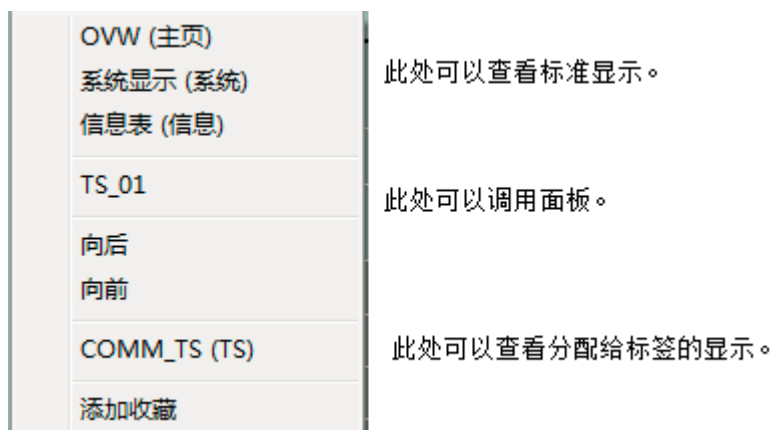 OVW (主页)
系统显示 (系统)
信息表 (信息)
此处可以查看标准显示。
TS_01
此处可以调用面板。
向后
向前
COMM_TS (TS)
此处可以查看分配给标签的显示。
添加收藏